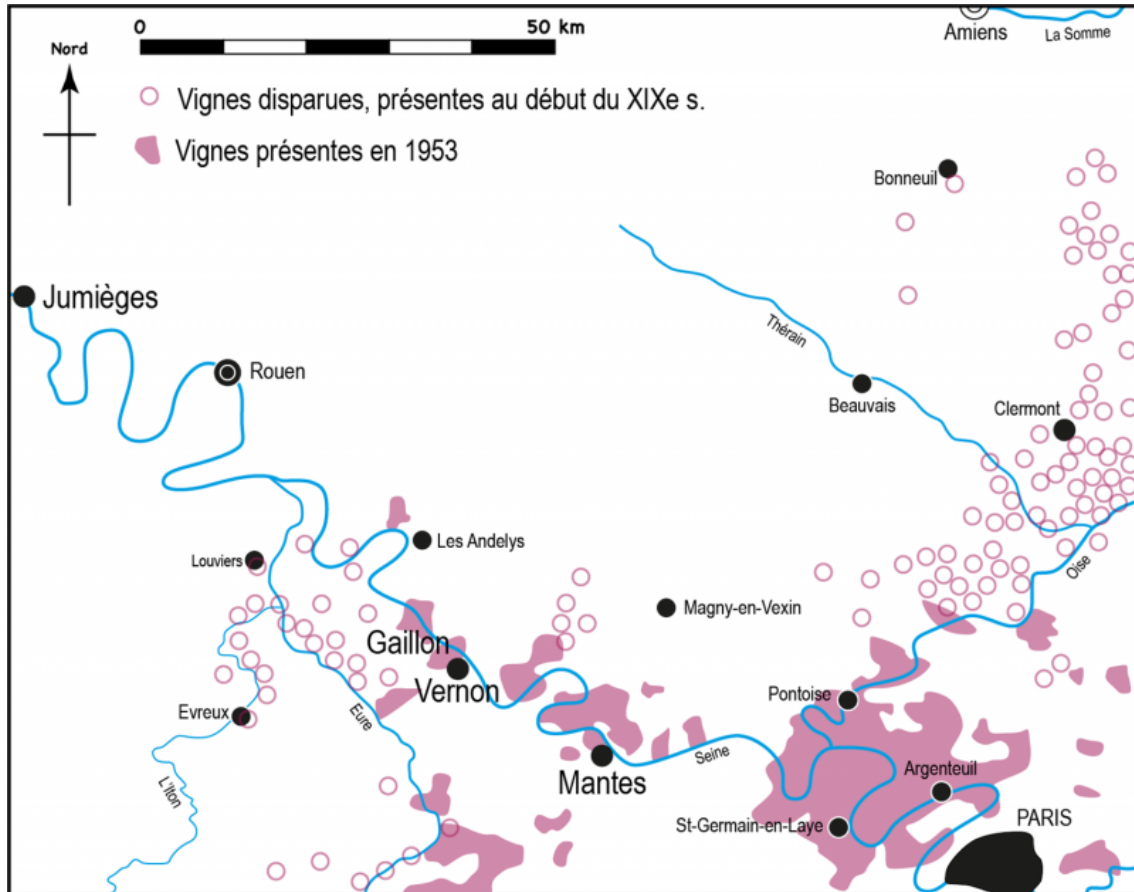 0
50 km
Nord
Amiens
La Somme
Vignes disparues, présentes au début du XIXe s.
Vignes présentes en 1953
Bonneuil
Jumièges
Thérain
Rouen
Beauvais
Clermont
Les Andelys
Louviers
Oise
Magny-en-Vexin
Gaillon
Vernon
Pontoise
Evreux
Eure
Seine
Mantes
Argenteuil
L'Iton
St-Germain-en-Laye
PARIS